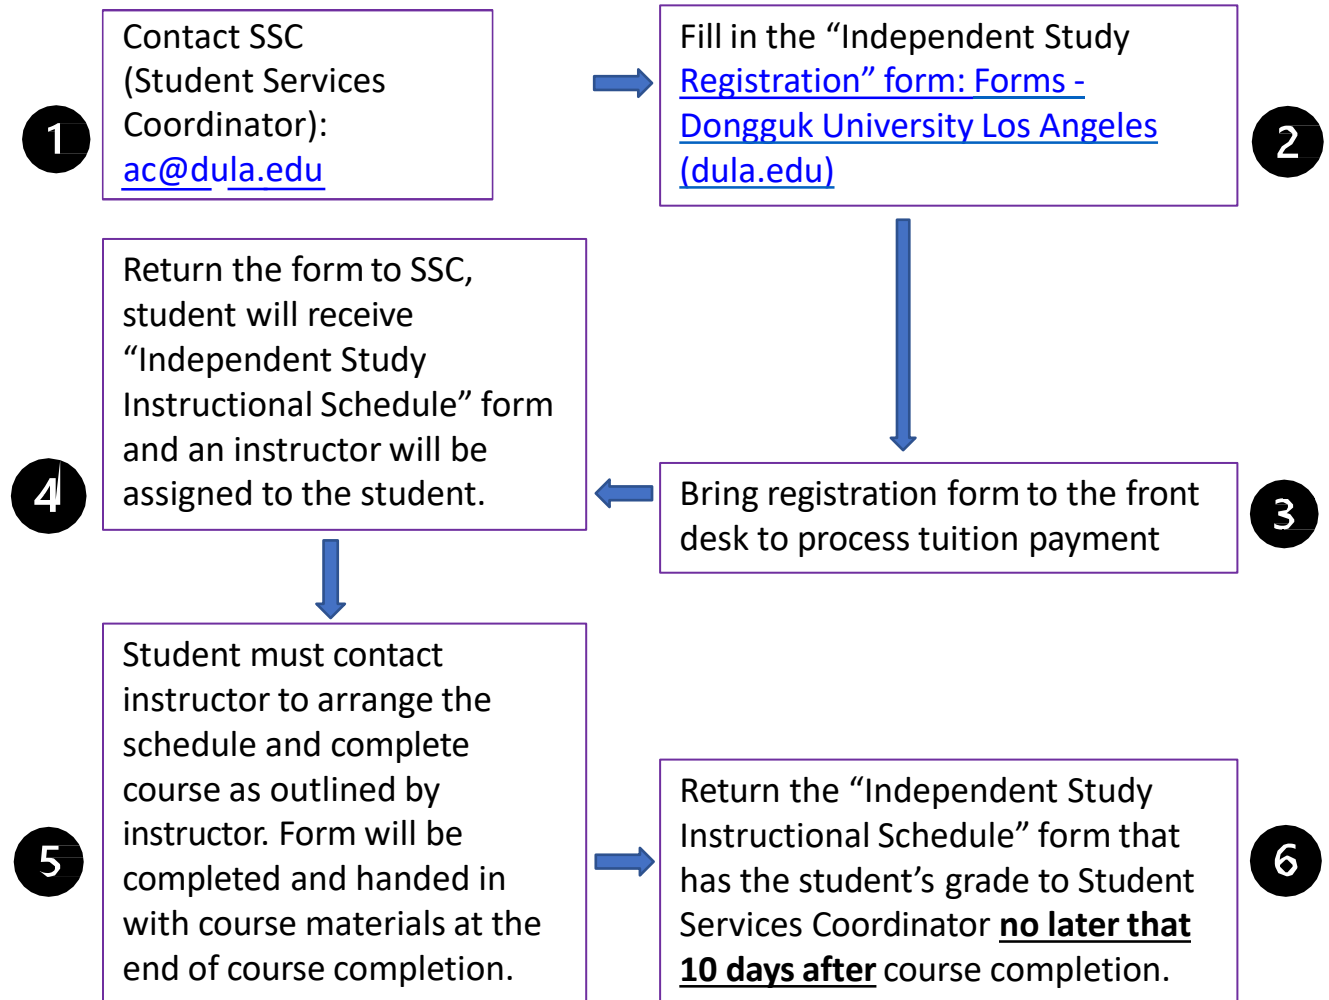 1
Contact SSC
(Student Services
Coordinator):
ac@dula.edu
Fill in the “Independent Study
Registration” form: Forms -
Dongguk University Los Angeles
(dula.edu)
2
Bring registration form to the front
desk to process tuition payment
3
4
Return the form to SSC,
student will receive
“Independent Study
Instructional Schedule” form
and an instructor will be
assigned to the student.
5
Student must contact
instructor to arrange the
schedule and complete
course as outlined by
instructor. Form will be
completed and handed in
with course materials at the
end of course completion.
Return the “Independent Study
Instructional Schedule” form that
has the student’s grade to Student
Services Coordinator no later that
10 days after course completion.
6